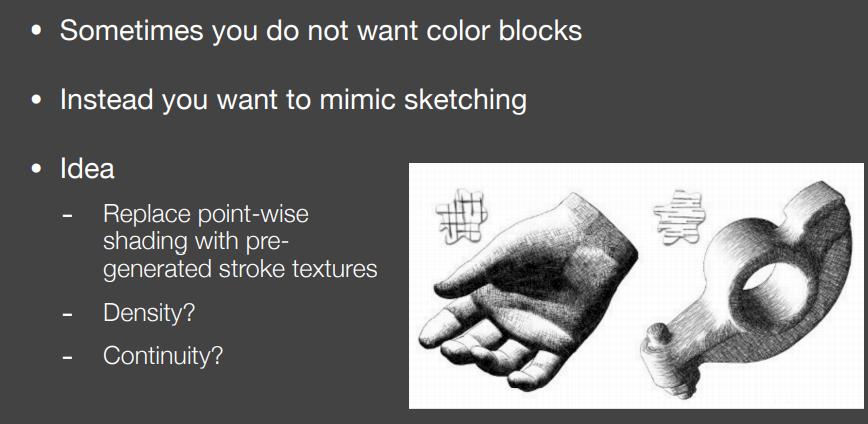 • Sometimes you do not want color blocks
• Instead you want to mimic sketching
• Idea
- Replace point-wise
shading with pre-
generated stroke textures
- Density?
- Continuity?